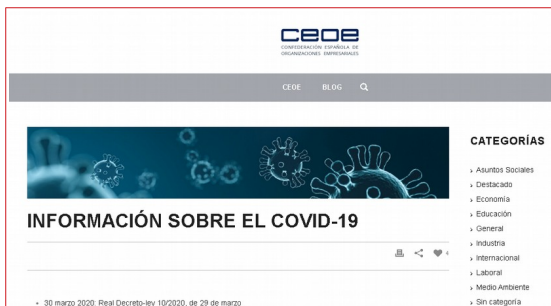 CEOE
CONFEDERACIÓN ESPAÑOLA DE
ORGANIZACIONES EMPRESARIALES
CEOE BLOG
CATEGORÍAS
› Asuntos Sociales
› Destacado
› Economía
› Educación
› General
› Industria
› Internacional
› Laboral
› Medio Ambiente
› Sin categoría
INFORMACIÓN SOBRE EL COVID-19
• 30 marzo 2020: Real Decreto-ley 10/2020, de 29 de marzo